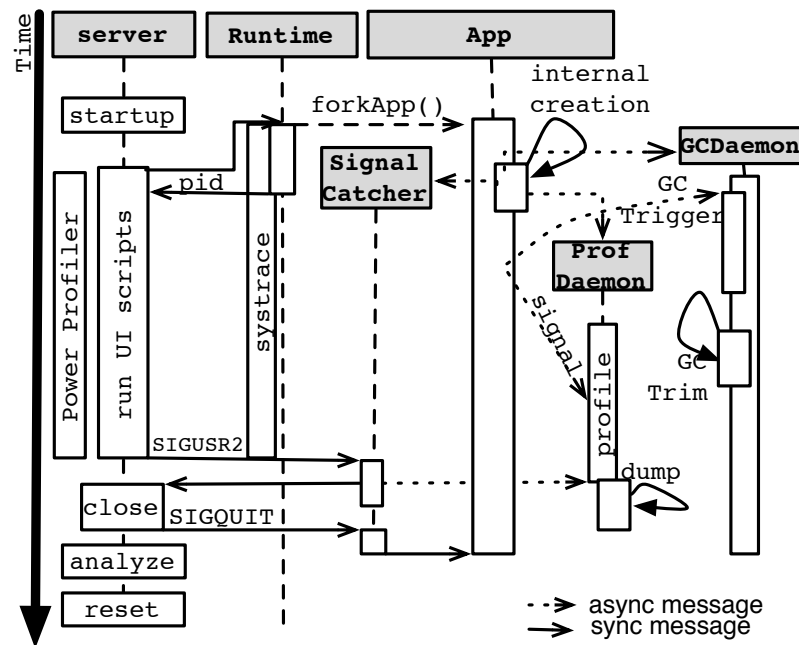 Time
server
Runtime
App
internal
creation
startup
forkApp()
GCDaemon
Signal
Catcher
pid
GC
Trigger
Prof
Daemon
Power Profiler
run UI scripts
systrace
signal
profile
GC
Trim
SIGUSR2
dump
close
SIGQUIT
analyze
reset
async message
sync message